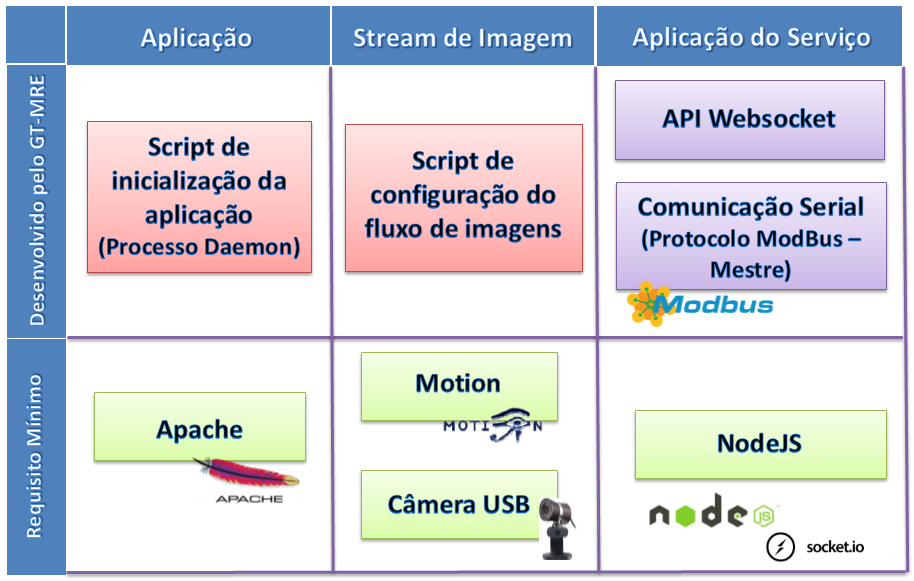 Aplicação
Stream de Imagem
Aplicação do Serviço
Desenvolvido pelo GT-MRE
Script de
inicialização da
aplicação
(Processo Daemon)
Script de
configuração do
fluxo de imagens
API Websocket
Comunicação Serial
(Protocolo ModBus –
Mestre)
Modbus
Requisito Mínimo
Apache
APACHE
Motion
MOTION
Câmera USB
NodeJS
node
JS
socket.io